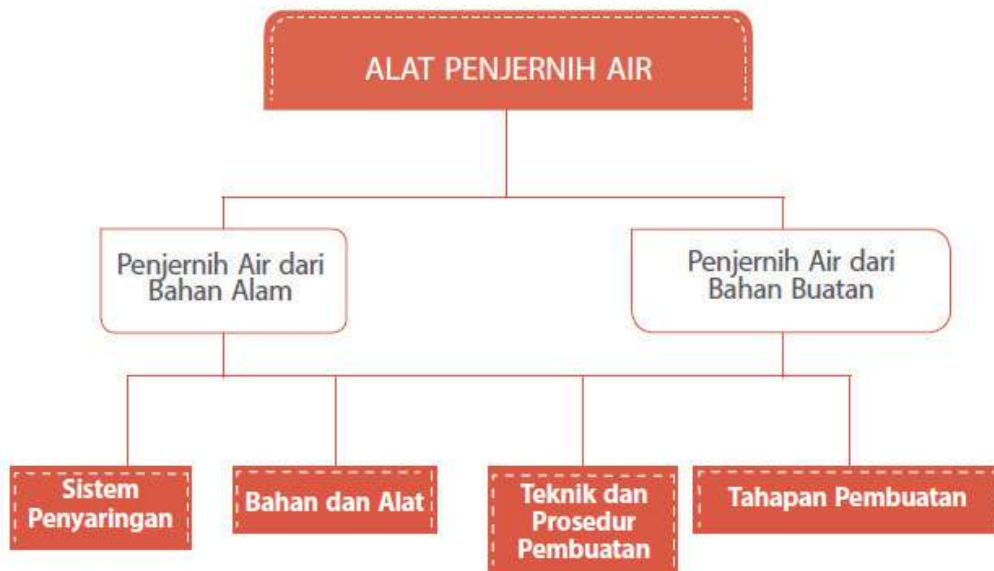 ALAT PENJERNIH AIR
Penjernih Air dari
Bahan Alam
Penjernih Air dari
Bahan Buatan
Sistem
Penyaringan
Bahan dan Alat
Teknik dan
Prosedur
Pembuatan
Tahapan Pembuatan